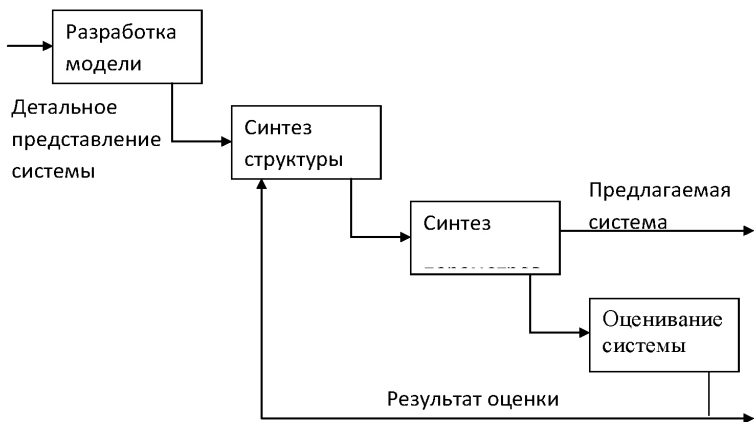 Разработка
модели
Детальное
представление
системы
Синтез
структуры
Предлагаемая
система
Синтез
Оценивание
системы
Результат оценки